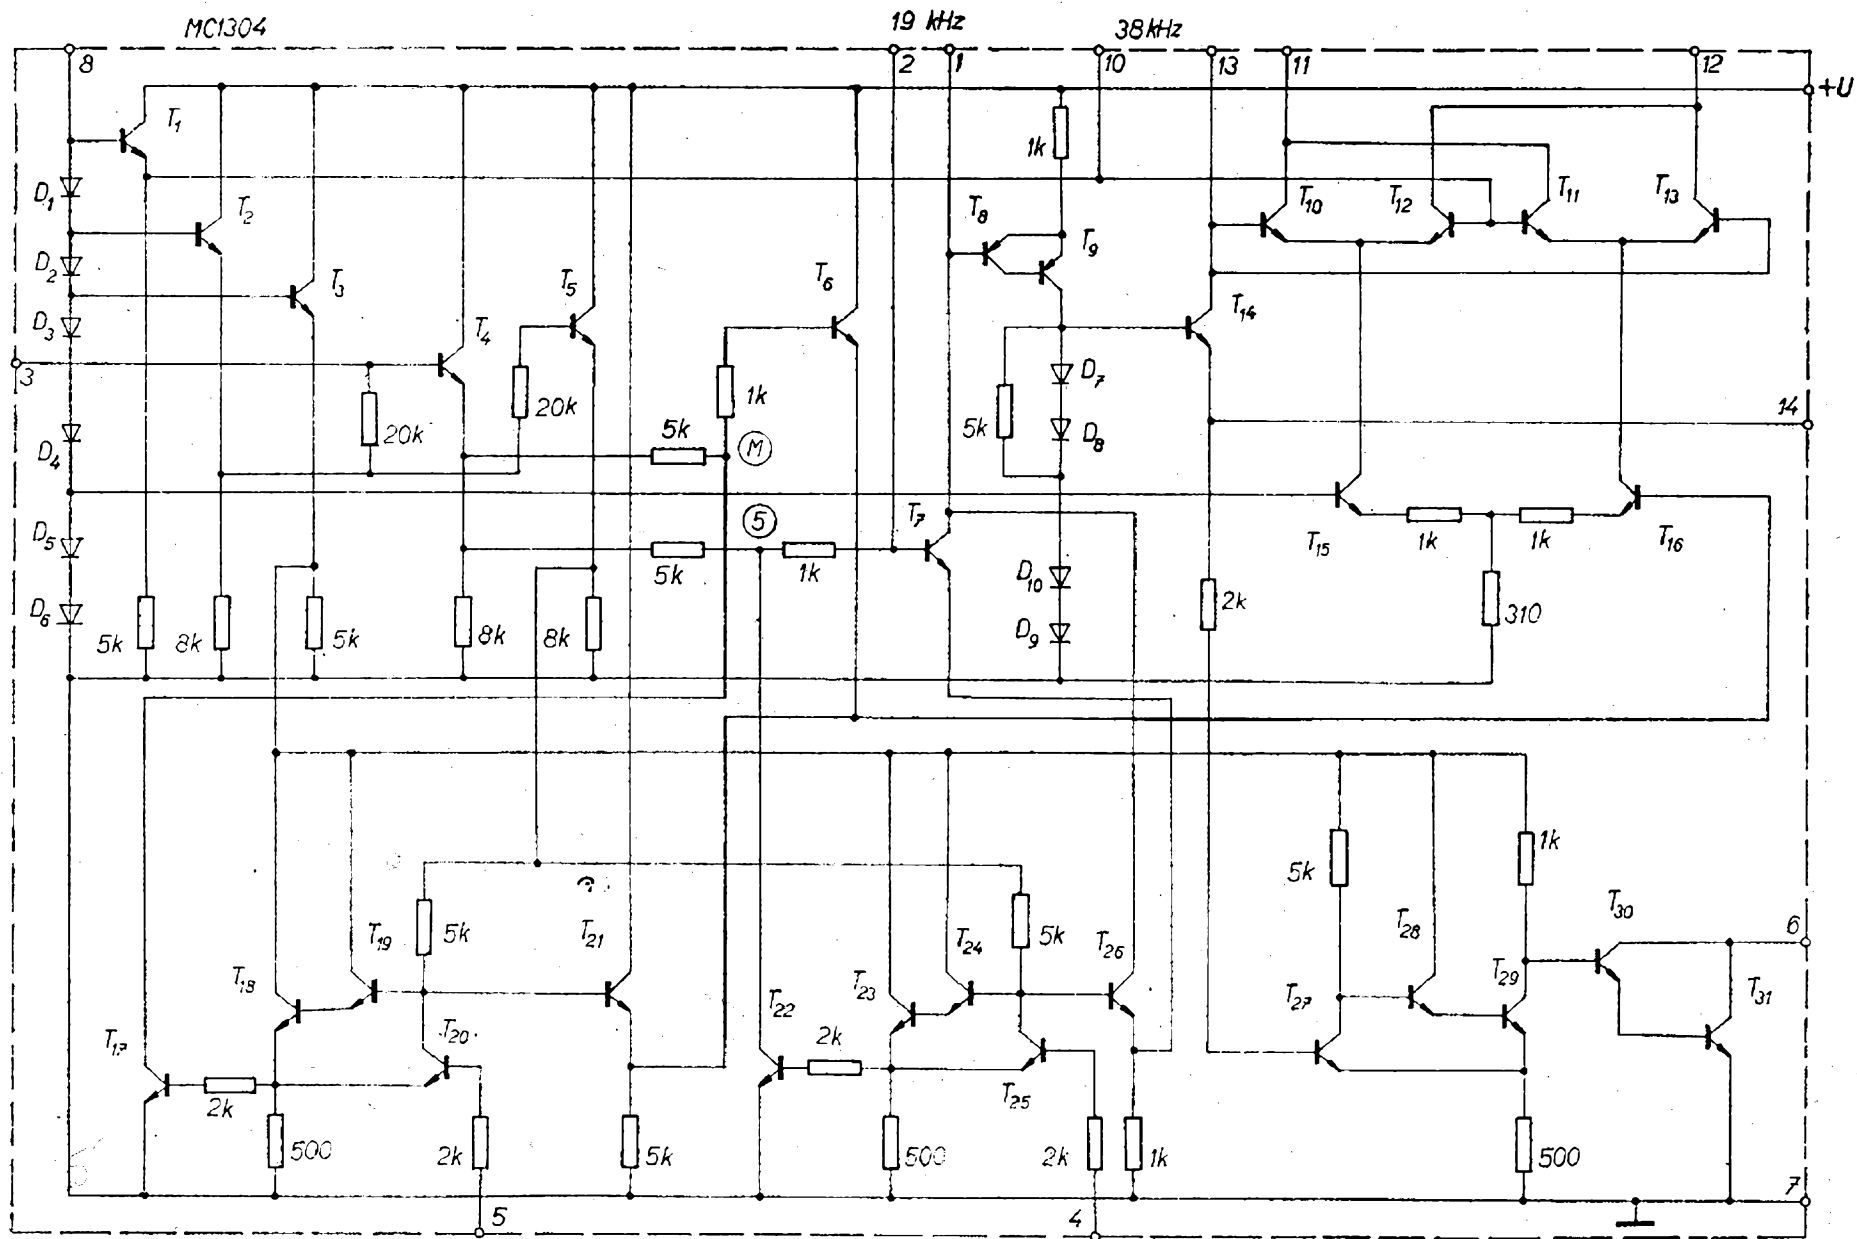 MC1304
19 kHz
38kHz
8
2
1
10
13
11
12
+U
T1
1k
D1
T2
T8
T10
T12
T11
T13
D2
T9
T3
T5
T6
D3
T4
T14
3
1k
D7
20k
20k
14
5k
M
5k
D8
D4
5
T7
D5
T15
1k
1k
T16
5k
1k
D10
D6
2k
310
5k
8k
5k
8k
8k
D9
5k
1k
T30
T19
5k
T21
T24
5k
T26
T28
6
T18
T23
T29
T22
T27
T31
T17
T20
2k
2k
T25
500
2k
5k
500
2k
1k
500
5
4
7